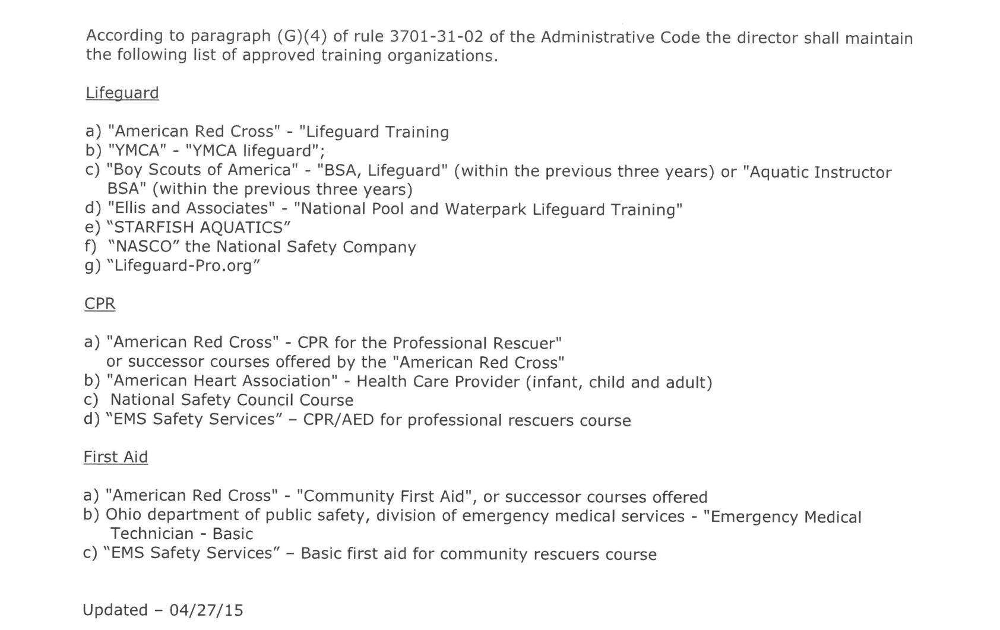 According to paragraph (G)(4) of rule 3701-31-02 of the Administrative Code the director shall maintain
the following list of approved training organizations.
Lifeguard
a) "American Red Cross" - "Lifeguard Training
b) "YMCA" - "YMCA lifeguard";
c) "Boy Scouts of America" - "BSA, Lifeguard" (within the previous three years) or "Aquatic Instructor
BSA" (within the previous three years)
d) "Ellis and Associates" - "National Pool and Waterpark Lifeguard Training"
e) “STARFISH AQUATICS”
f) “NASCO” the National Safety Company
g) “Lifeguard-Pro.org”
CPR
a) "American Red Cross" - CPR for the Professional Rescuer"
or successor courses offered by the "American Red Cross"
b) "American Heart Association" - Health Care Provider (infant, child and adult)
c) National Safety Council Course
d) “EMS Safety Services” – CPR/AED for professional rescuers course
First Aid
a) "American Red Cross" - "Community First Aid", or successor courses offered
b) Ohio department of public safety, division of emergency medical services - "Emergency Medical
Technician - Basic
c) “EMS Safety Services” – Basic first aid for community rescuers course
Updated – 04/27/15